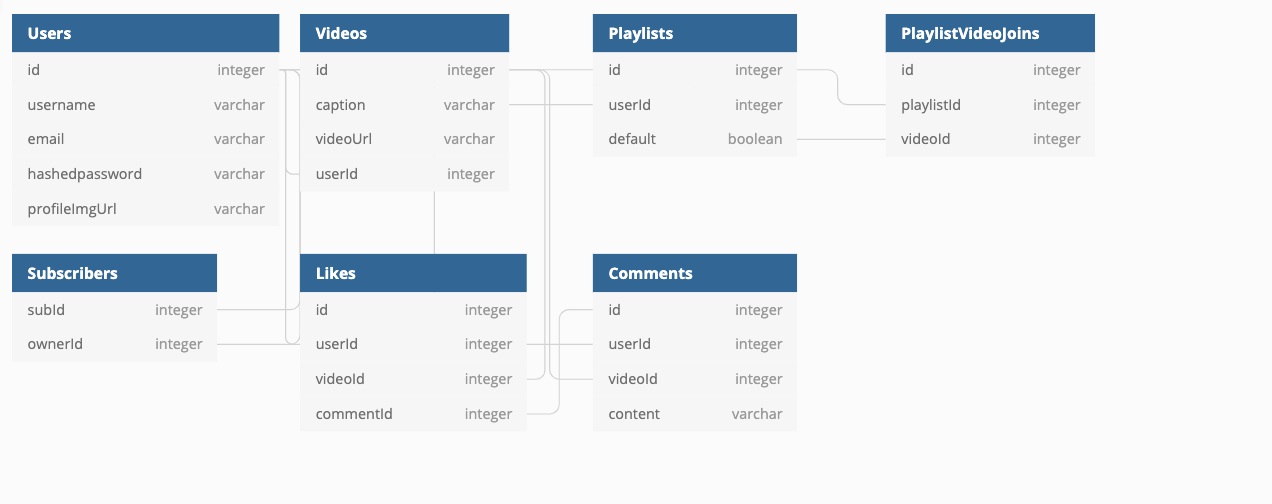 Users
id integer
username varchar
email varchar
hashedpassword varchar
profileImgUrl varchar
Videos
id integer
caption varchar
videoUrl varchar
userId integer
Playlists
id integer
userId integer
default boolean
PlaylistVideoJoins
id integer
playlistId integer
videoId integer
Subscribers
subId integer
ownerId integer
Likes
id integer
userId integer
videoId integer
commentId integer
Comments
id integer
userId integer
videoId integer
content varchar